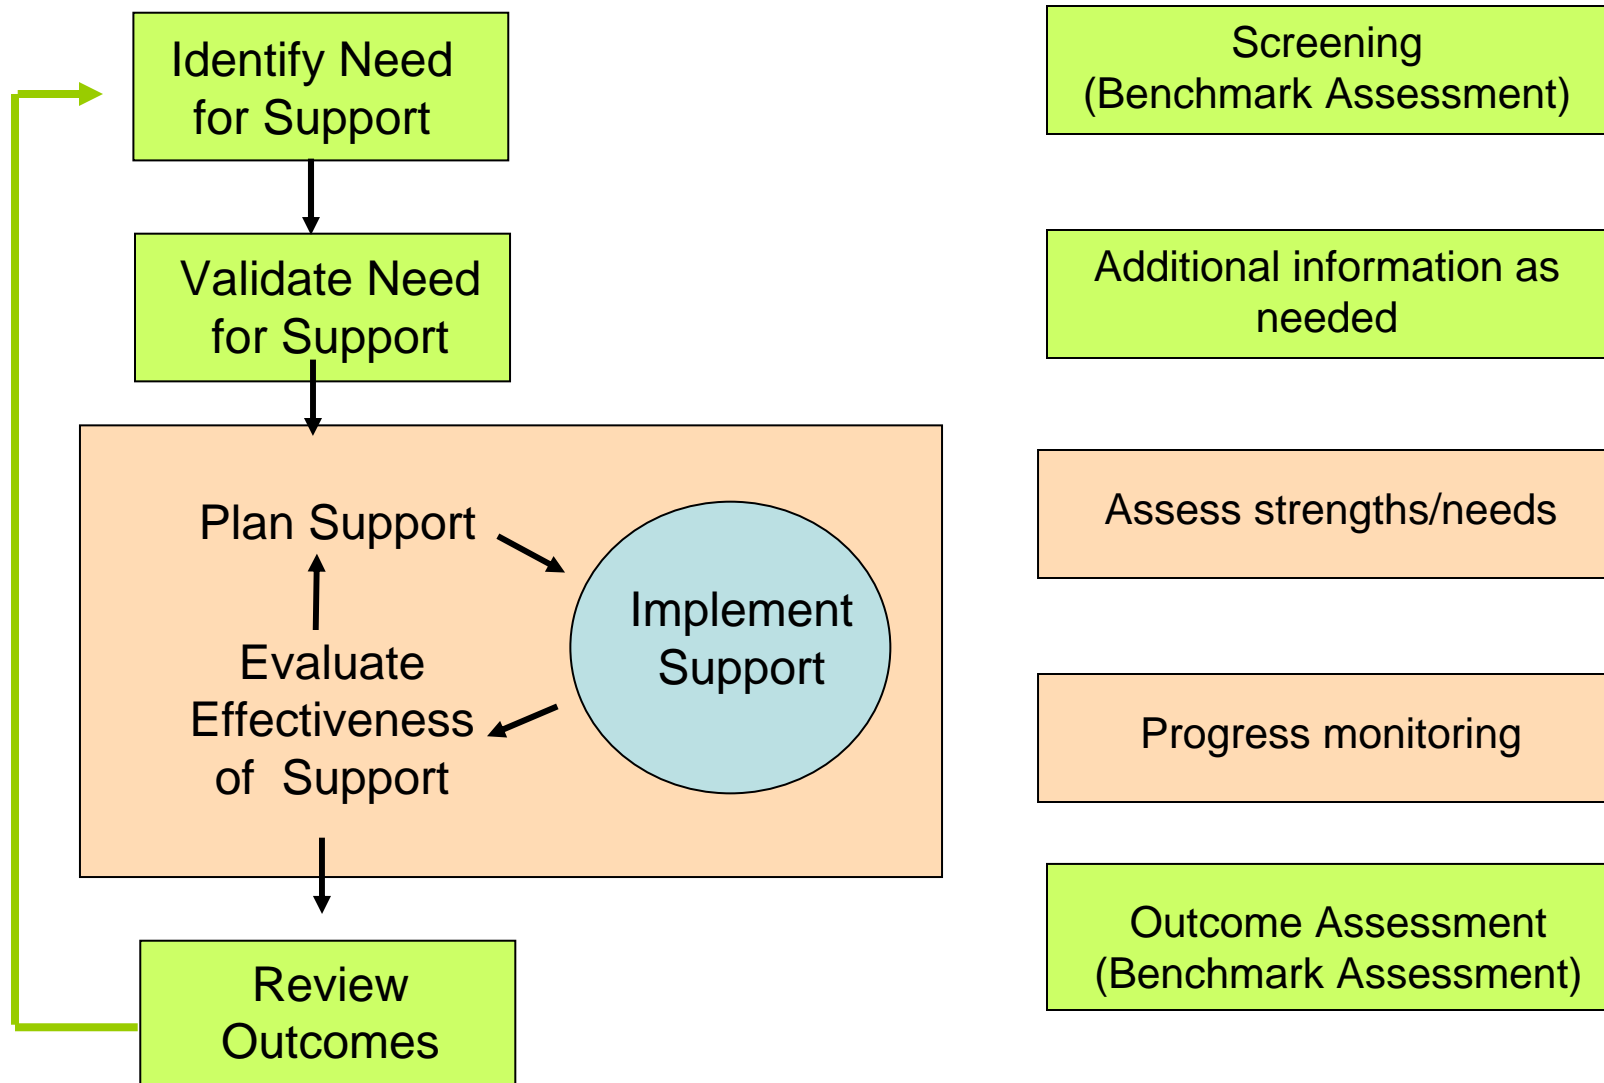 Identify Need
for Support
Screening
(Benchmark Assessment)
Validate Need
for Support
Additional information as
needed
Plan Support
Implement
Support
Evaluate
Effectiveness
of Support
Assess strengths/needs
Progress monitoring
Review
Outcomes
Outcome Assessment
(Benchmark Assessment)